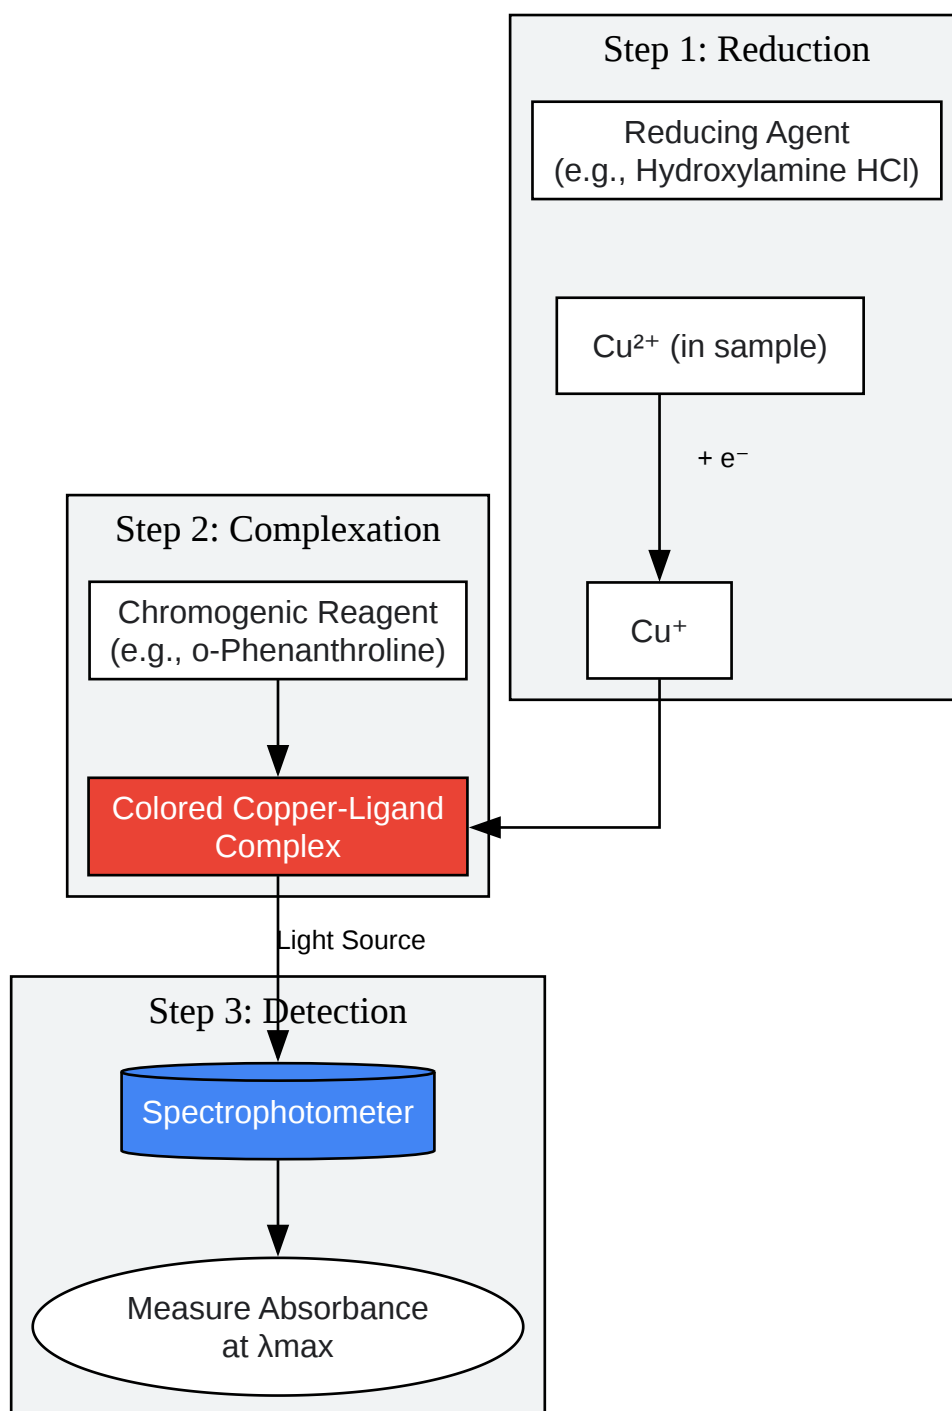 Step 1: Reduction
Reducing Agent
(e.g., Hydroxylamine HCl)
Cu²⁺ (in sample)
+ e⁻
Cu⁺
Step 2: Complexation
Chromogenic Reagent
(e.g., o-Phenanthroline)
Colored Copper-Ligand
Complex
Light Source
Step 3: Detection
Spectrophotometer
Measure Absorbance
at λmax